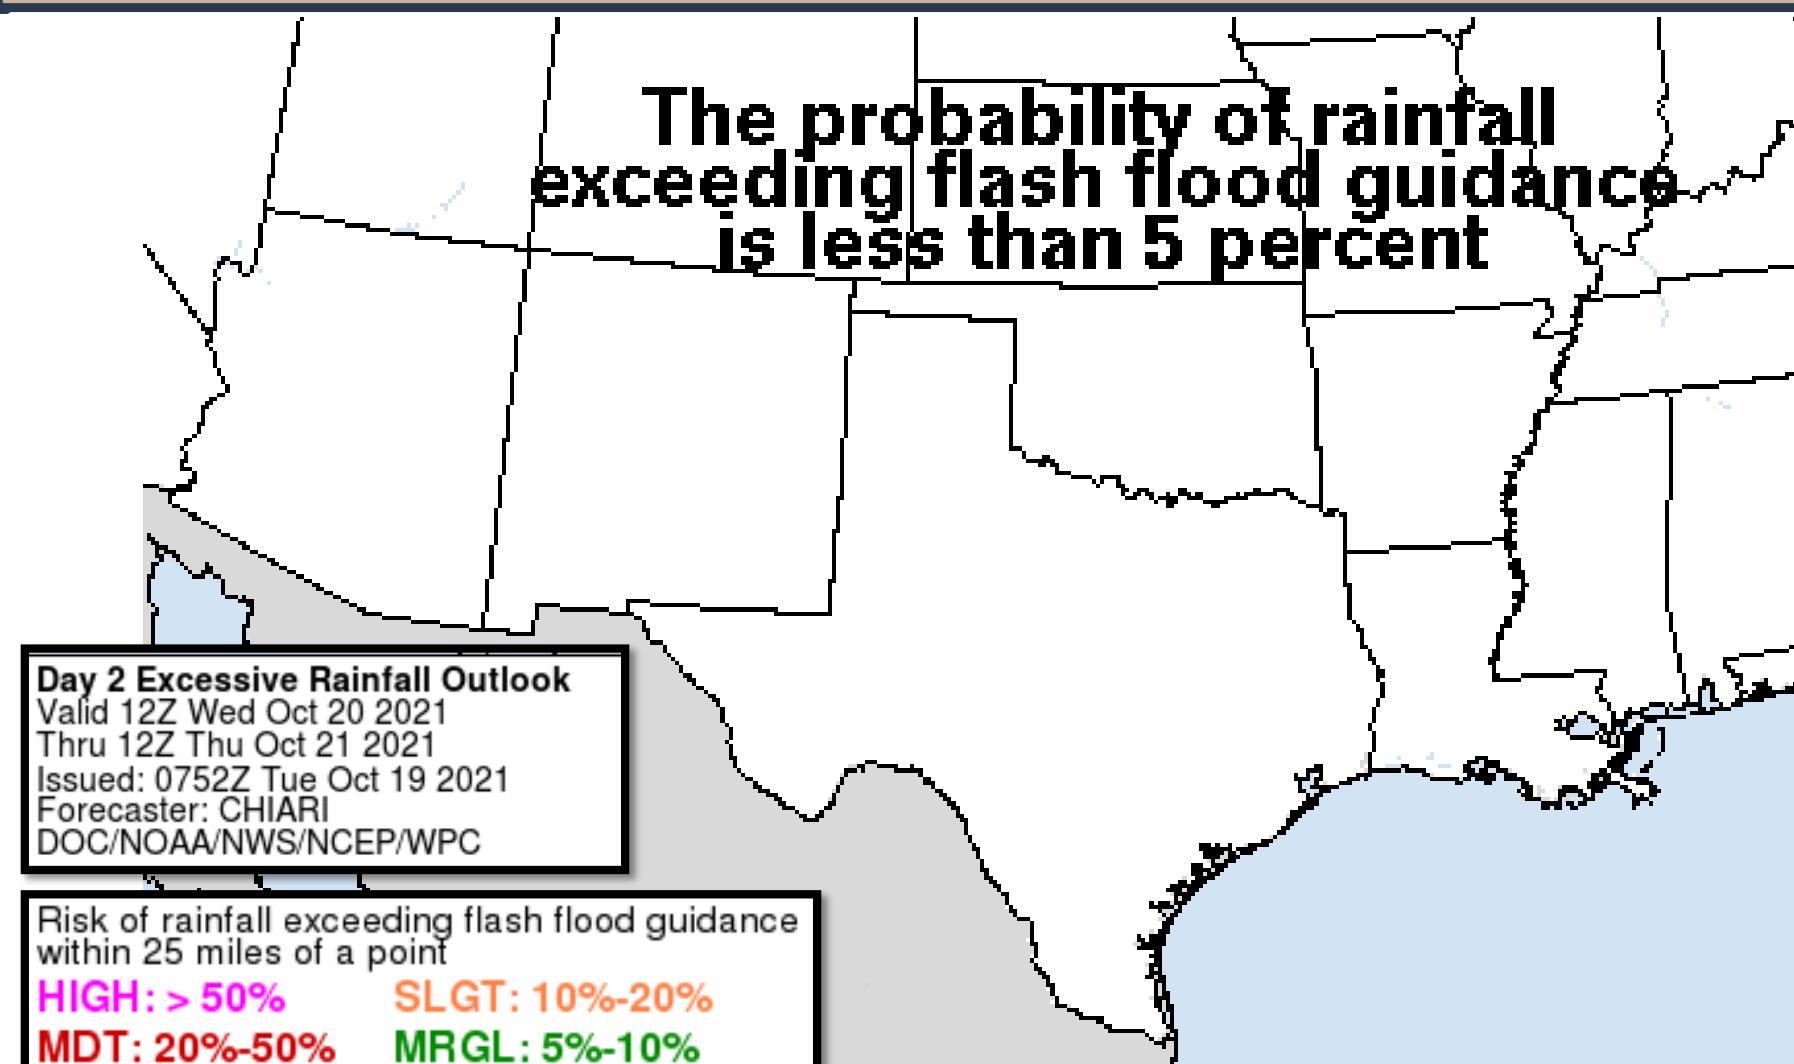 The probability of rainfall
exceeding flash flood guidance
is less than 5 percent
Day 2 Excessive Rainfall Outlook
Valid 12Z Wed Oct 20 2021
Thru 12Z Thu Oct 21 2021
Issued: 0752Z Tue Oct 19 2021
Forecaster: CHIARI
DOC/NOAA/NWS/NCEP/WPC
Risk of rainfall exceeding flash flood guidance
within 25 miles of a point
HIGH: > 50% SLGT: 10%-20%
MDT: 20%-50% MRGL: 5%-10%